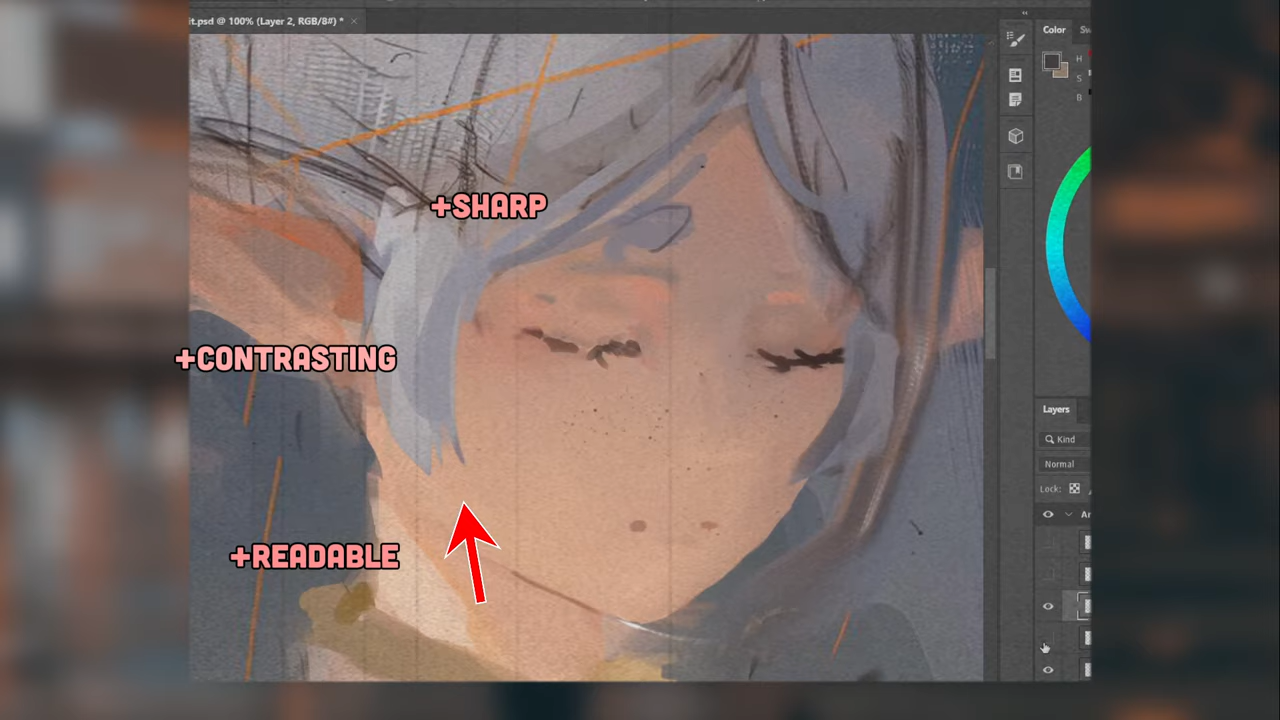 it.psd @ 100% (Layer 2, RGB/8#) *
Color
H
S
B
+SHARP
+CONTRASTING
Layers
Kind
Normal
Lock:
+READABLE